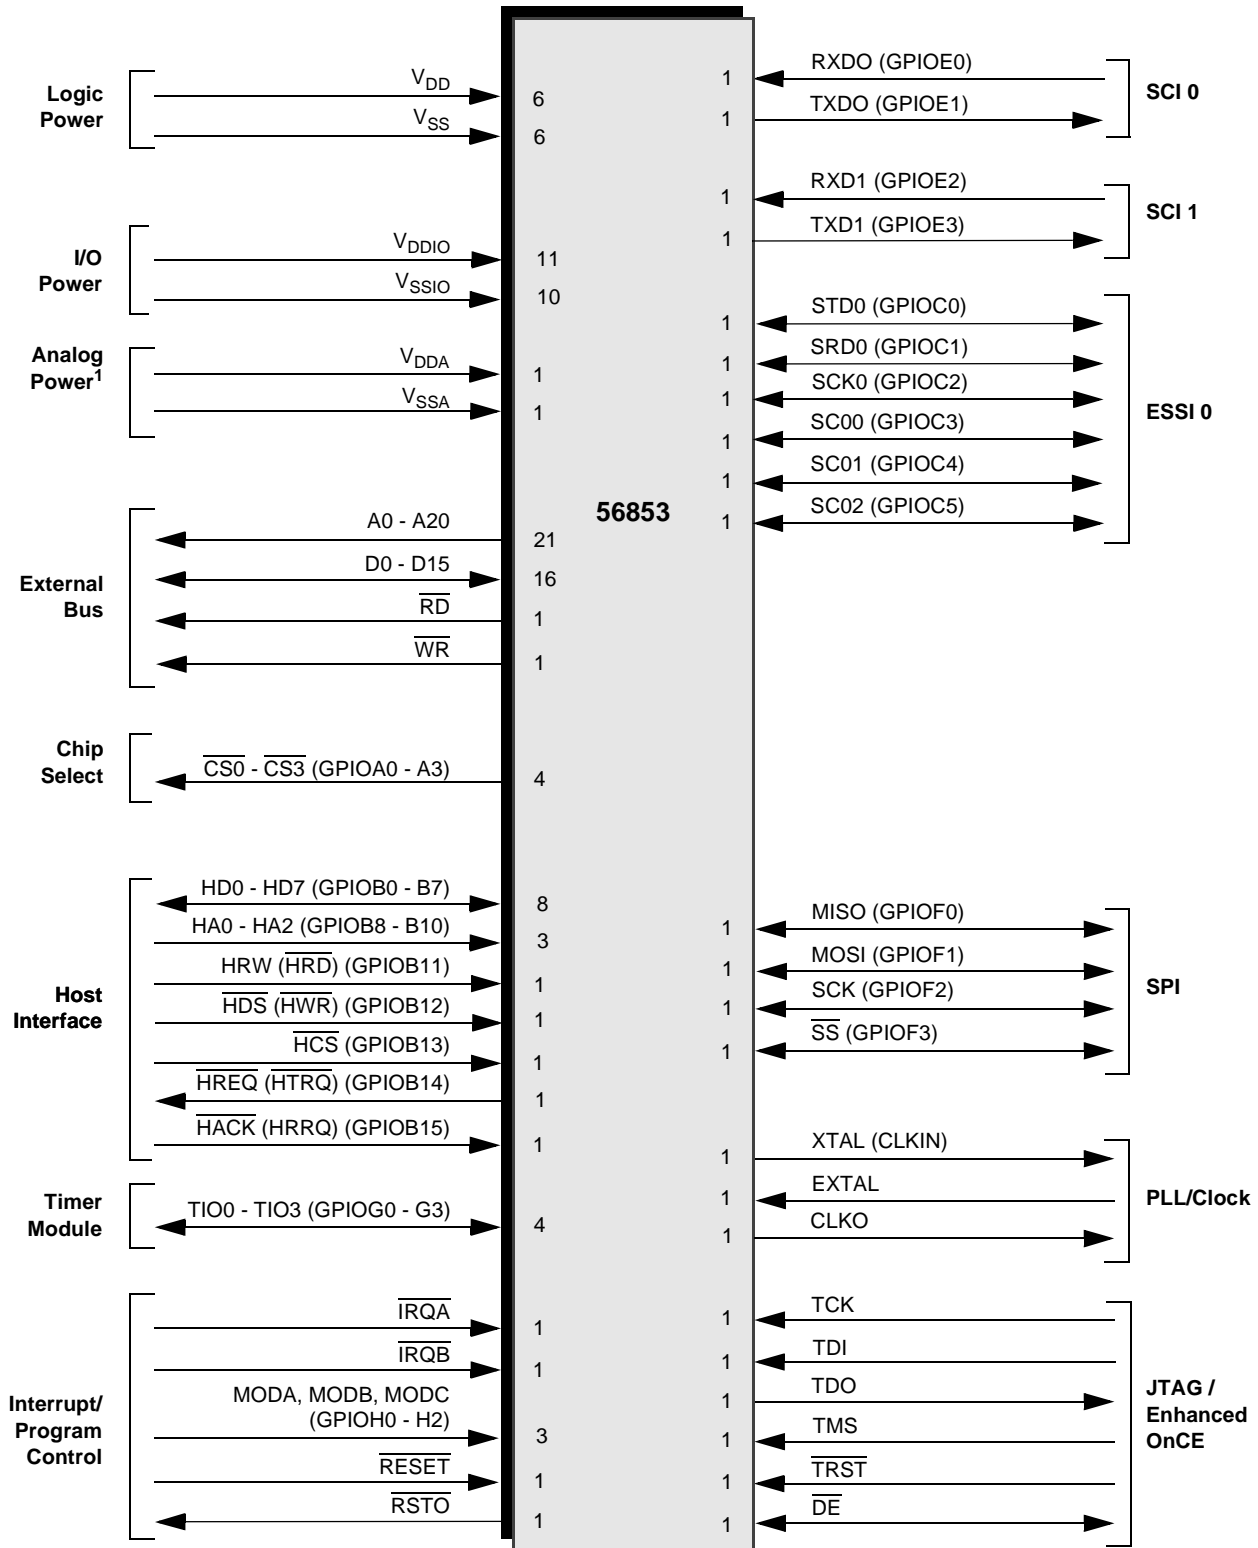 56853
Logic
Power
VDD
6
VSS
6
I/O
Power
VDDIO
11
VSSIO
10
Analog
Power1
VDDA
1
VSSA
1
External
Bus
A0 - A20
21
D0 - D15
16
RD
1
WR
1
Chip
Select
CS0 - CS3 (GPIOA0 - A3)
4
Host
Interface
HD0 - HD7 (GPIOB0 - B7)
8
HA0 - HA2 (GPIOB8 - B10)
3
HRW (HRD) (GPIOB11)
1
HDS (HWR) (GPIOB12)
1
HCS (GPIOB13)
1
HREQ (HTRQ) (GPIOB14)
1
HACK (HRRQ) (GPIOB15)
1
Timer
Module
TIO0 - TIO3 (GPIOG0 - G3)
4
Interrupt/
Program
Control
IRQA
1
IRQB
1
MODA, MODB, MODC
(GPIOH0 - H2)
3
RESET
1
RSTO
1
1
RXDO (GPIOE0)
1
TXDO (GPIOE1)
SCI 0
1
RXD1 (GPIOE2)
1
TXD1 (GPIOE3)
SCI 1
1
STD0 (GPIOC0)
1
SRD0 (GPIOC1)
1
SCK0 (GPIOC2)
1
SC00 (GPIOC3)
1
SC01 (GPIOC4)
1
SC02 (GPIOC5)
ESSI 0
1
MISO (GPIOF0)
1
MOSI (GPIOF1)
1
SCK (GPIOF2)
1
SS (GPIOF3)
SPI
1
XTAL (CLKIN)
1
EXTAL
1
CLKO
PLL/Clock
1
TCK
1
TDI
1
TDO
1
TMS
1
TRST
1
DE
JTAG /
Enhanced
OnCE